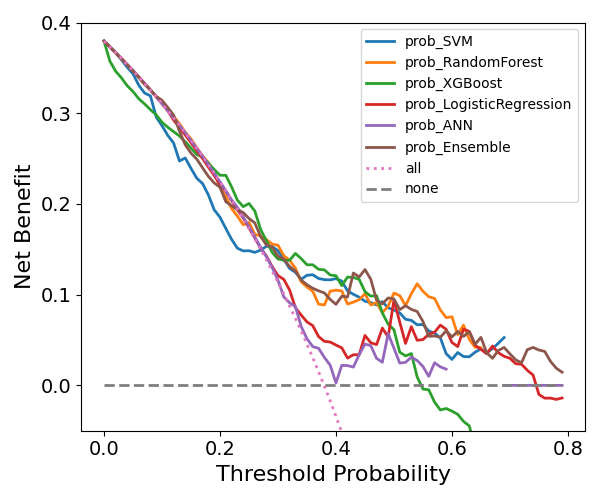 0.4
0.3
0.2
0.1
0.0
Net Benefit
prob_SVM
prob_RandomForest
prob_XGBoost
prob_LogisticRegression
prob_ANN
prob_Ensemble
all
none
0.0 0.2 0.4 0.6 0.8
Threshold Probability